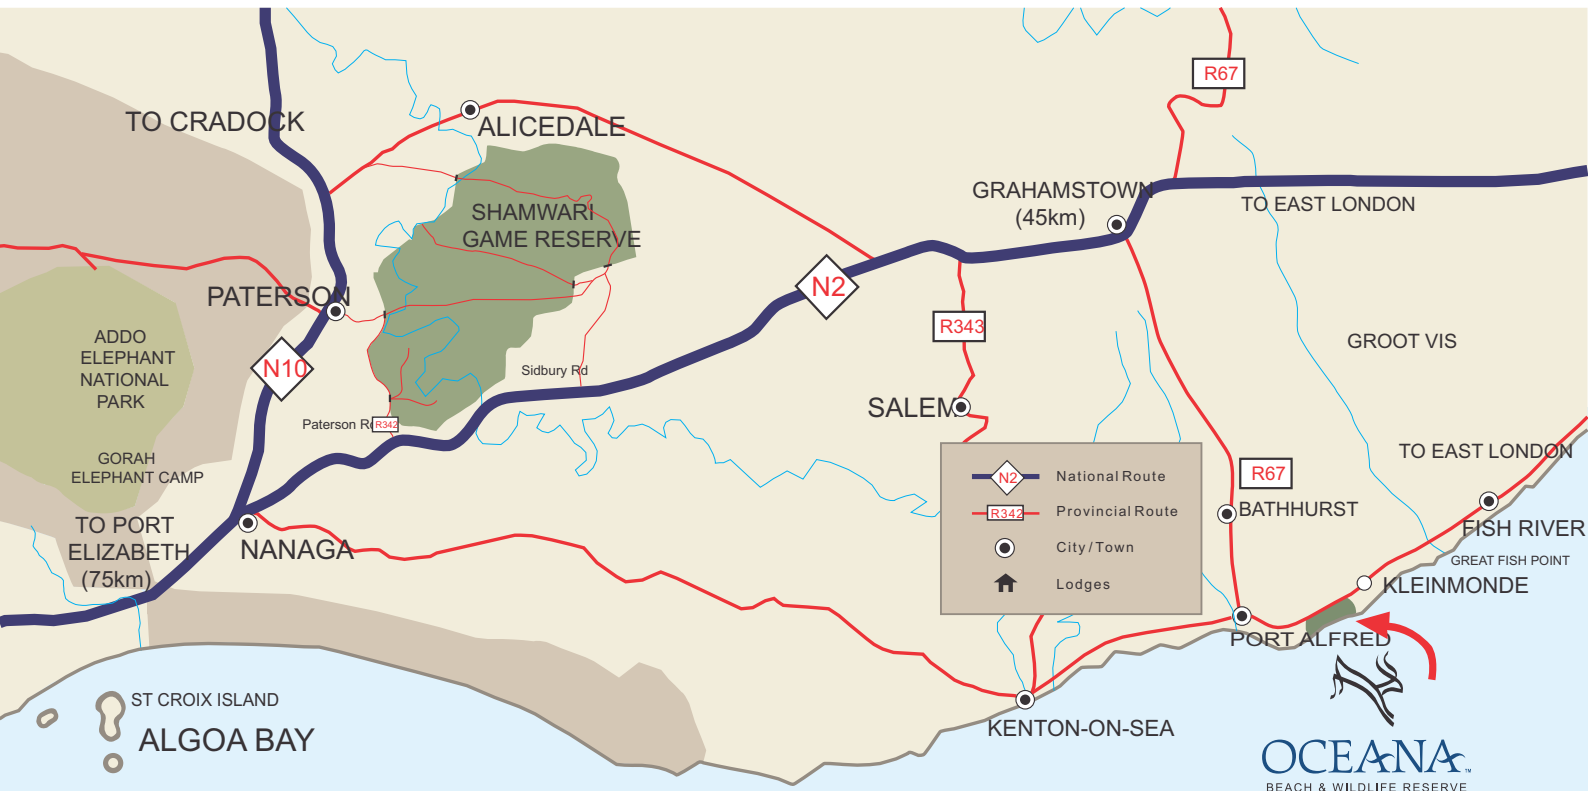 R67
TO CRADOCK
ALICEDALE
GRAHAMSTOWN
(45km)
TO EAST LONDON
SHAMWARI
GAME RESERVE
N2
PATERSON
R343
ADDO
ELEPHANT
NATIONAL
PARK
N10
GROOT VIS
Sidbury Rd
SALEM
Paterson Rd
R342
GORAH
ELEPHANT CAMP
TO EAST LONDON
R67
N2
National Route
R342
Provincial Route
City/Town
Lodges
BATHHURST
TO PORT
ELIZABETH
(75km)
NANAGA
FISH RIVER
GREAT FISH POINT
KLEINMONDE
PORT ALFRED
ST CROIX ISLAND
ALGOA BAY
KENTON-ON-SEA
OCEANA™
BEACH & WILDLIFE RESERVE